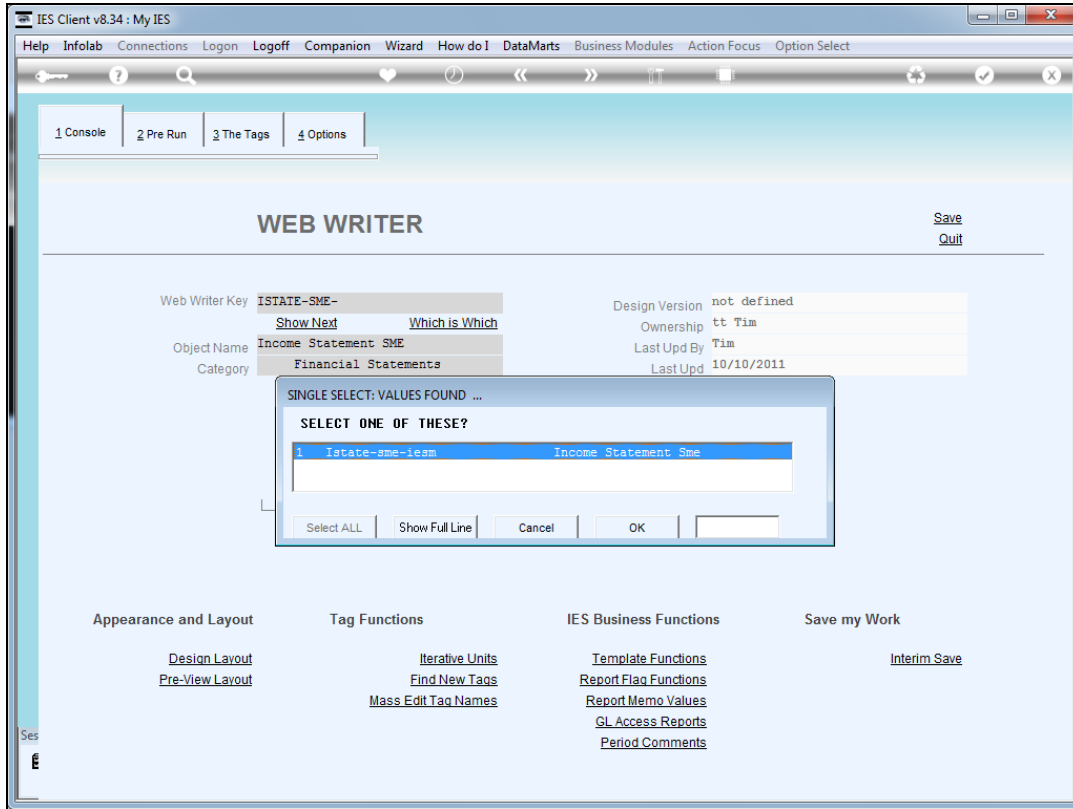 IES Client v8.34 : My IES
Help Infolab Connections Logon Logoff Companion Wizard How do I DataMarts Business Modules Action Focus Option Select
1 Console 2 Pre Run 3 The Tags 4 Options
WEB WRITER
Save
Quit
Web Writer Key ISTATE-SME-
Show Next Which is Which
Object Name Income Statement SME
Category Financial Statements
Design Version not defined
Ownership tt Tim
Last Upd By Tim
Last Upd 10/10/2011
SINGLE SELECT: VALUES FOUND ...
SELECT ONE OF THESE?
1 Istate-sme-iesm Income Statement Sme
Select ALL Show Full Line Cancel OK
Appearance and Layout Tag Functions IES Business Functions Save my Work
Design Layout Iterative Units Template Functions Interim Save
Pre-View Layout Find New Tags Report Flag Functions
Mass Edit Tag Names Report Memo Values
GL Access Reports
Period Comments
Ses